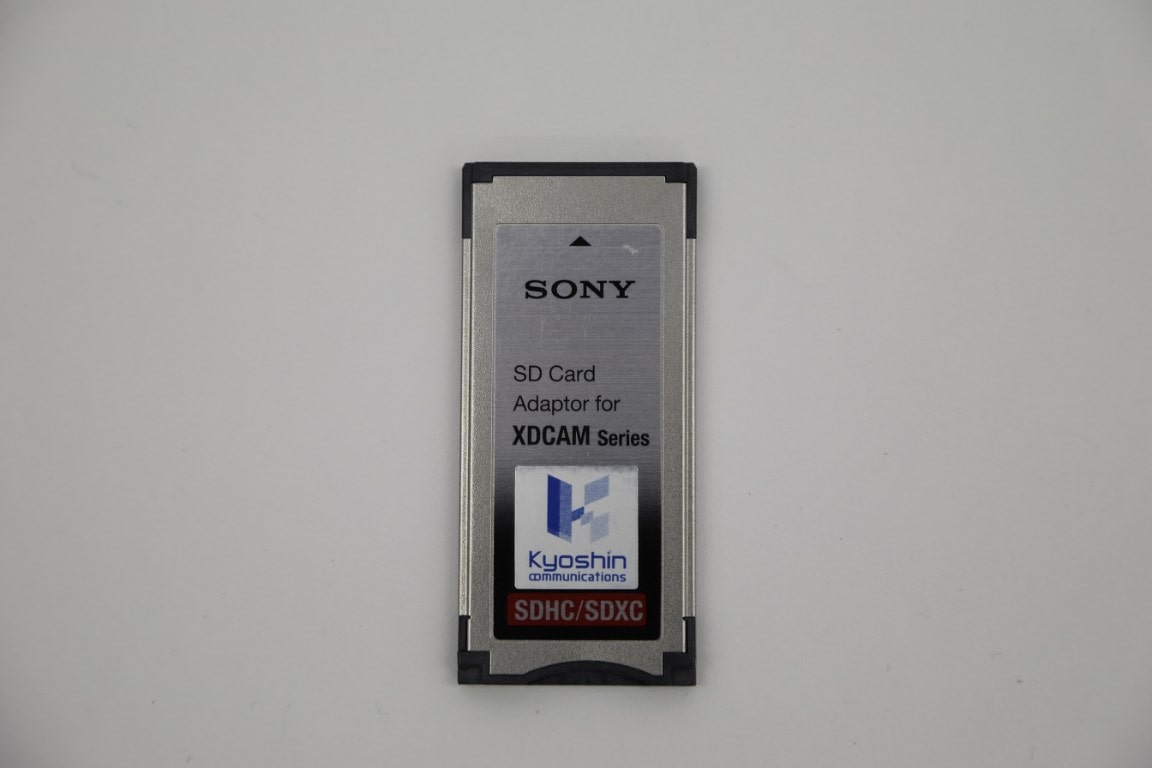 SONY
SD Card
Adaptor for
XDCAM Series
Kyoshin
communications
SDHC/SDXC